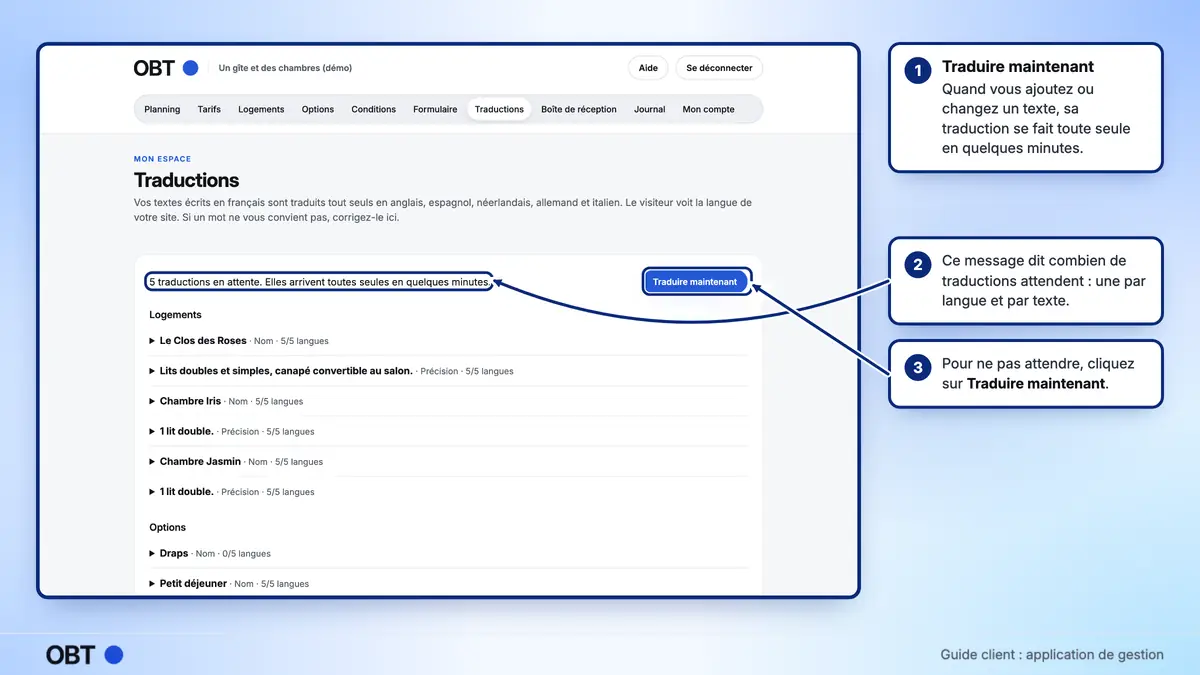 OBT
Un gîte et des chambres (démo)
Aide
Se déconnecter
Planning
Tarifs
Logements
Options
Conditions
Formulaire
Traductions
Boîte de réception
Journal
Mon compte
MON ESPACE
Traductions
Vos textes écrits en français sont traduits tout seuls en anglais, espagnol, néerlandais, allemand et italien. Le visiteur voit la langue de
votre site. Si un mot ne vous convient pas, corrigez-le ici.
5 traductions en attente. Elles arrivent toutes seules en quelques minutes.
Traduire maintenant
Logements
Le Clos des Roses · Nom · 5/5 langues
Lits doubles et simples, canapé convertible au salon. · Précision · 5/5 langues
Chambre Iris · Nom · 5/5 langues
1 lit double. · Précision · 5/5 langues
Chambre Jasmin · Nom · 5/5 langues
1 lit double. · Précision · 5/5 langues
Options
Draps · Nom · 0/5 langues
Petit déjeuner · Nom · 5/5 langues
1
Traduire maintenant
Quand vous ajoutez ou
changez un texte, sa
traduction se fait toute seule
en quelques minutes.
2
Ce message dit combien de
traductions attendent : une par
langue et par texte.
3
Pour ne pas attendre, cliquez
sur Traduire maintenant.
OBT
Guide client : application de gestion